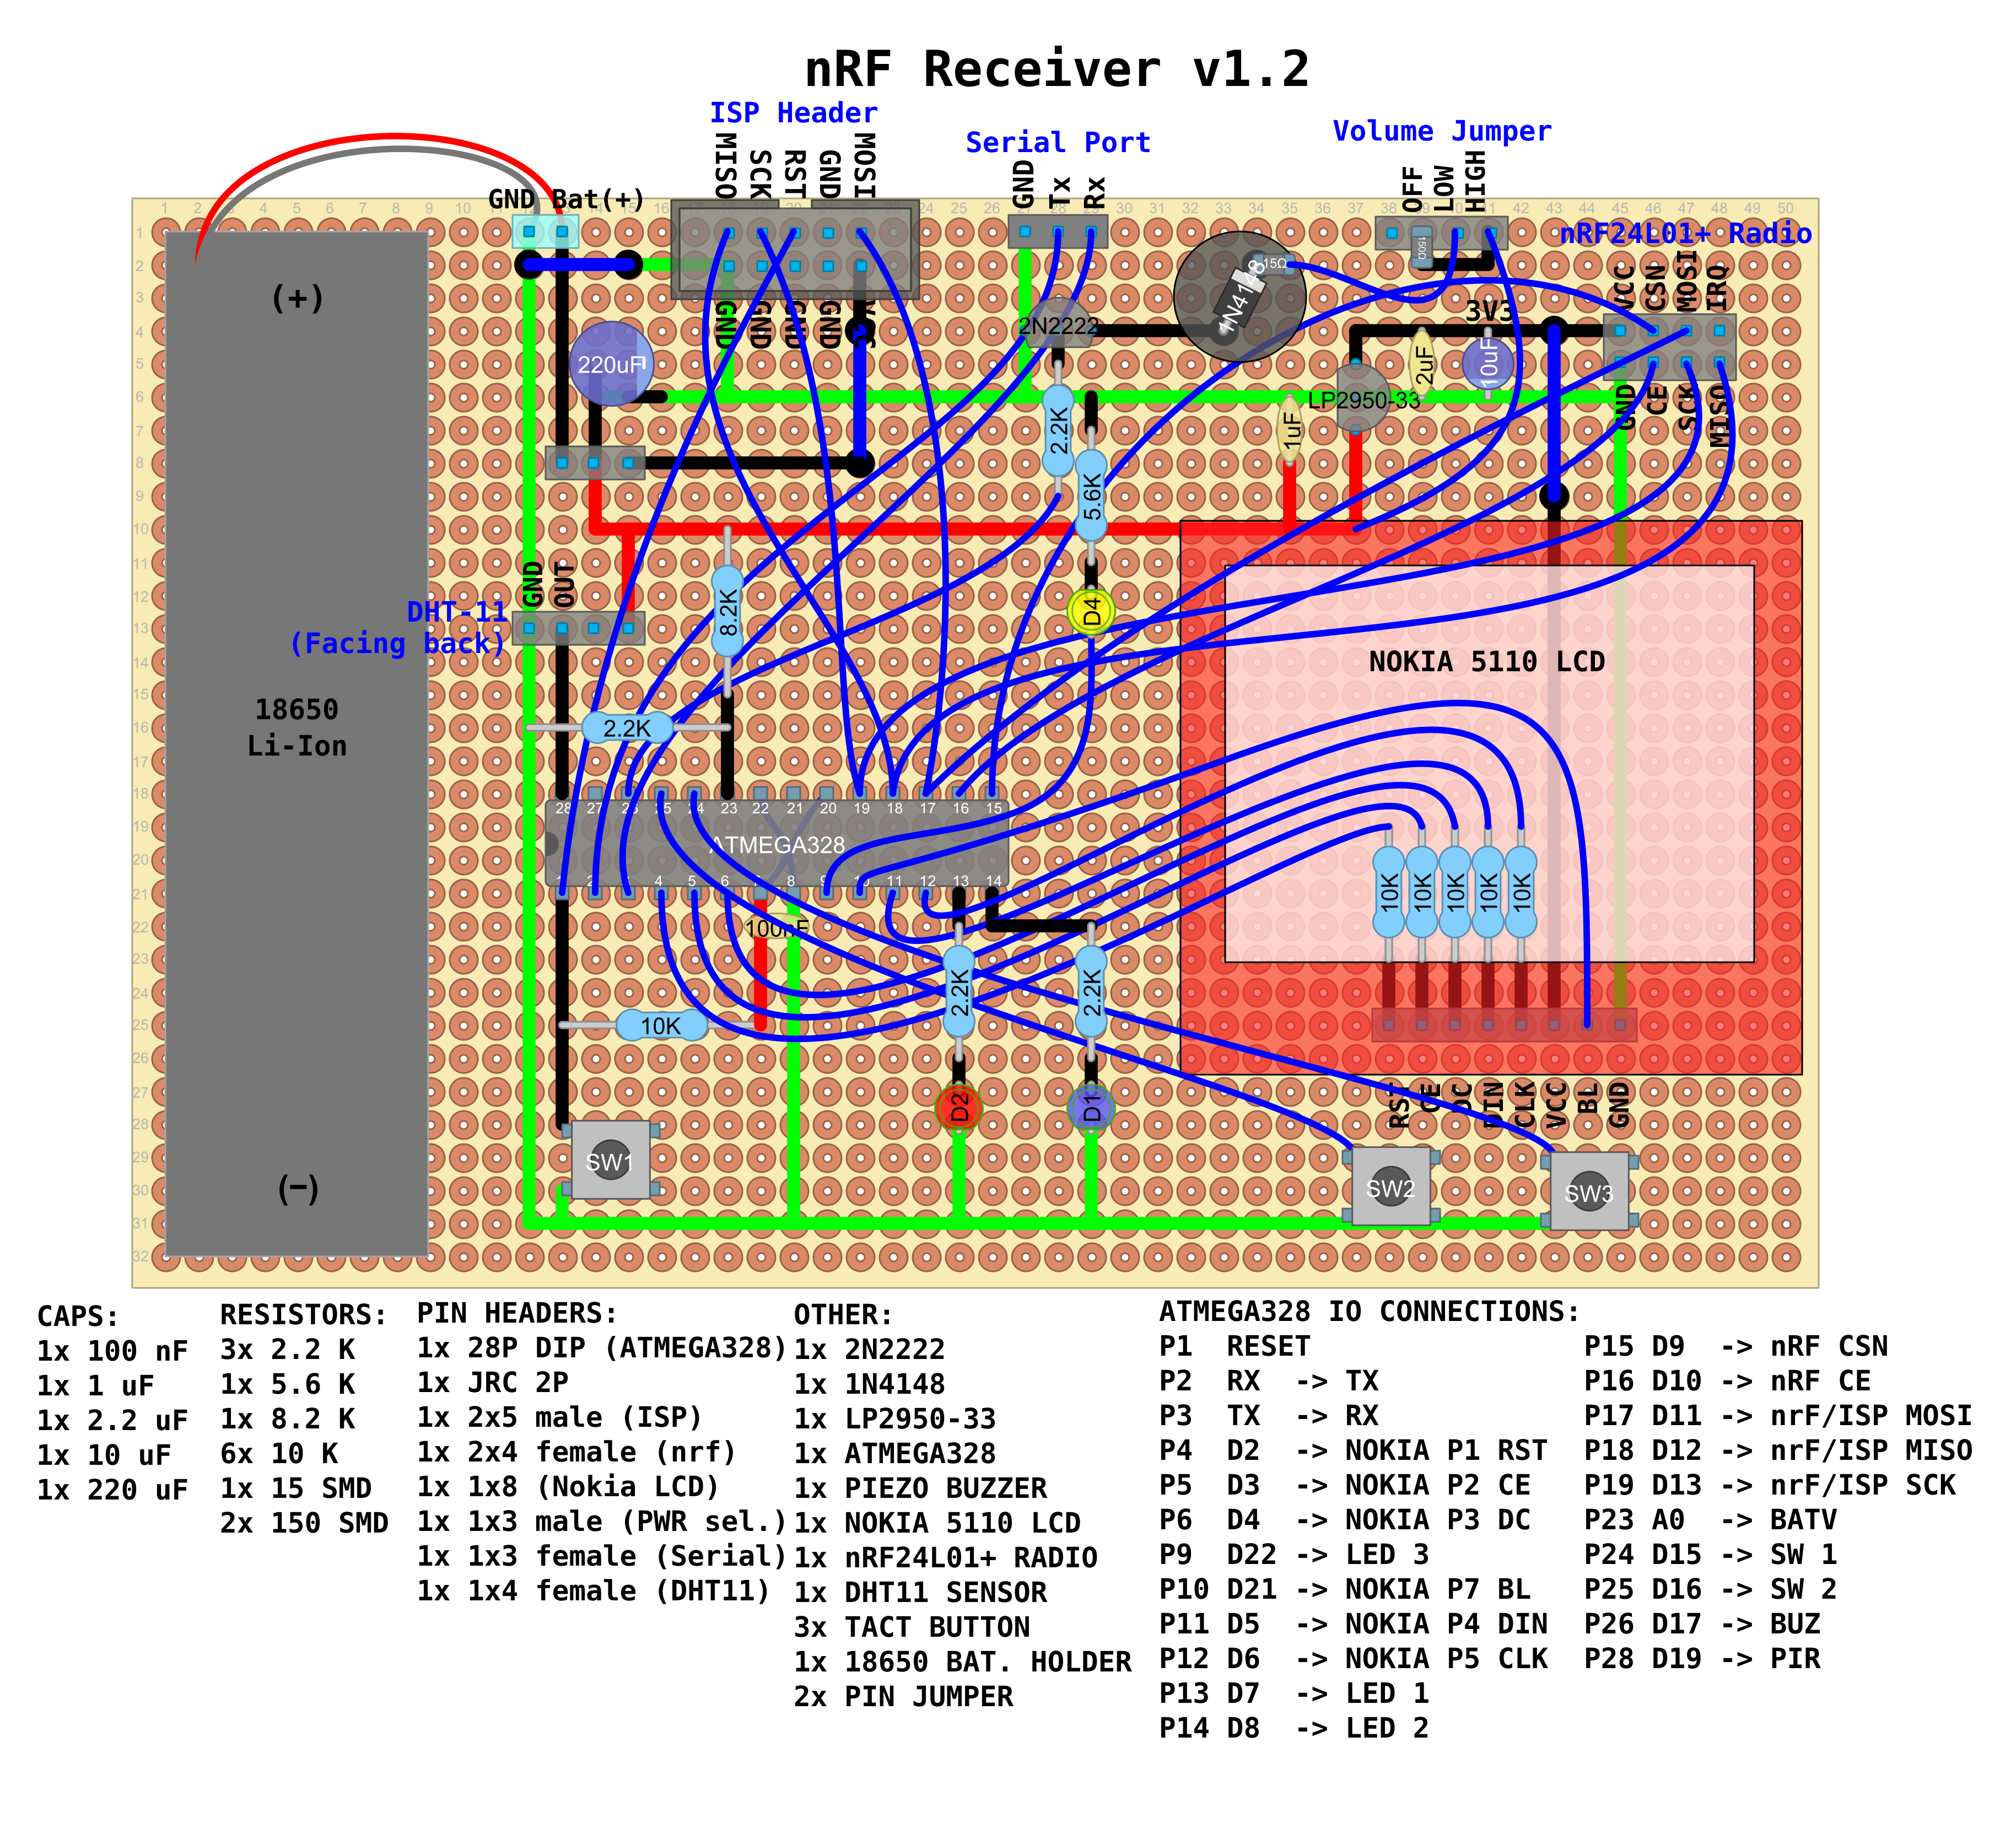 nRF Receiver v1.2
ISP Header
Serial Port
Volume Jumper
MISO
SCK
RST
GND
MOSI
GND
Tx
Rx
OFF
LOW
HIGH
GND Bat(+)
nRF24L01+ Radio
VCC
CSN
MOSI
IRQ
GND
CE
SCK
MISO
GND
GND
GND
GND
(+)
220uF
2N2222
15Ω
1N4148
150Ω
3V3
2uF
10uF
LP2950-33
1uF
2.2K
5.6K
D4
GND
OUT
DHT-11
(Facing back)
8.2K
2.2K
18650
Li-Ion
NOKIA 5110 LCD
28 27 26 25 24 23 22 21 20 19 18 17 16 15
ATMEGA328
1 2 4 5 6 7 8 9 10 11 12 13 14
100nF
10K
10K
10K
10K
10K
10K
2.2K
2.2K
D2
D1
RST
CE
DC
DIN
CLK
VCC
BL
GND
SW1
SW2
SW3
(−)
CAPS:
1x 100 nF
1x 1 uF
1x 2.2 uF
1x 10 uF
1x 220 uF
RESISTORS:
3x 2.2 K
1x 5.6 K
1x 8.2 K
6x 10 K
1x 15 SMD
2x 150 SMD
PIN HEADERS:
1x 28P DIP (ATMEGA328)
1x JRC 2P
1x 2x5 male (ISP)
1x 2x4 female (nrf)
1x 1x8 (Nokia LCD)
1x 1x3 male (PWR sel.)
1x 1x3 female (Serial)
1x 1x4 female (DHT11)
OTHER:
1x 2N2222
1x 1N4148
1x LP2950-33
1x ATMEGA328
1x PIEZO BUZZER
1x NOKIA 5110 LCD
1x nRF24L01+ RADIO
1x DHT11 SENSOR
3x TACT BUTTON
1x 18650 BAT. HOLDER
2x PIN JUMPER
ATMEGA328 IO CONNECTIONS:
P1 RESET
P2 RX -> TX
P3 TX -> RX
P4 D2 -> NOKIA P1 RST
P5 D3 -> NOKIA P2 CE
P6 D4 -> NOKIA P3 DC
P9 D22 -> LED 3
P10 D21 -> NOKIA P7 BL
P11 D5 -> NOKIA P4 DIN
P12 D6 -> NOKIA P5 CLK
P13 D7 -> LED 1
P14 D8 -> LED 2
P15 D9 -> nRF CSN
P16 D10 -> nRF CE
P17 D11 -> nrF/ISP MOSI
P18 D12 -> nrF/ISP MISO
P19 D13 -> nrF/ISP SCK
P23 A0 -> BATV
P24 D15 -> SW 1
P25 D16 -> SW 2
P26 D17 -> BUZ
P28 D19 -> PIR